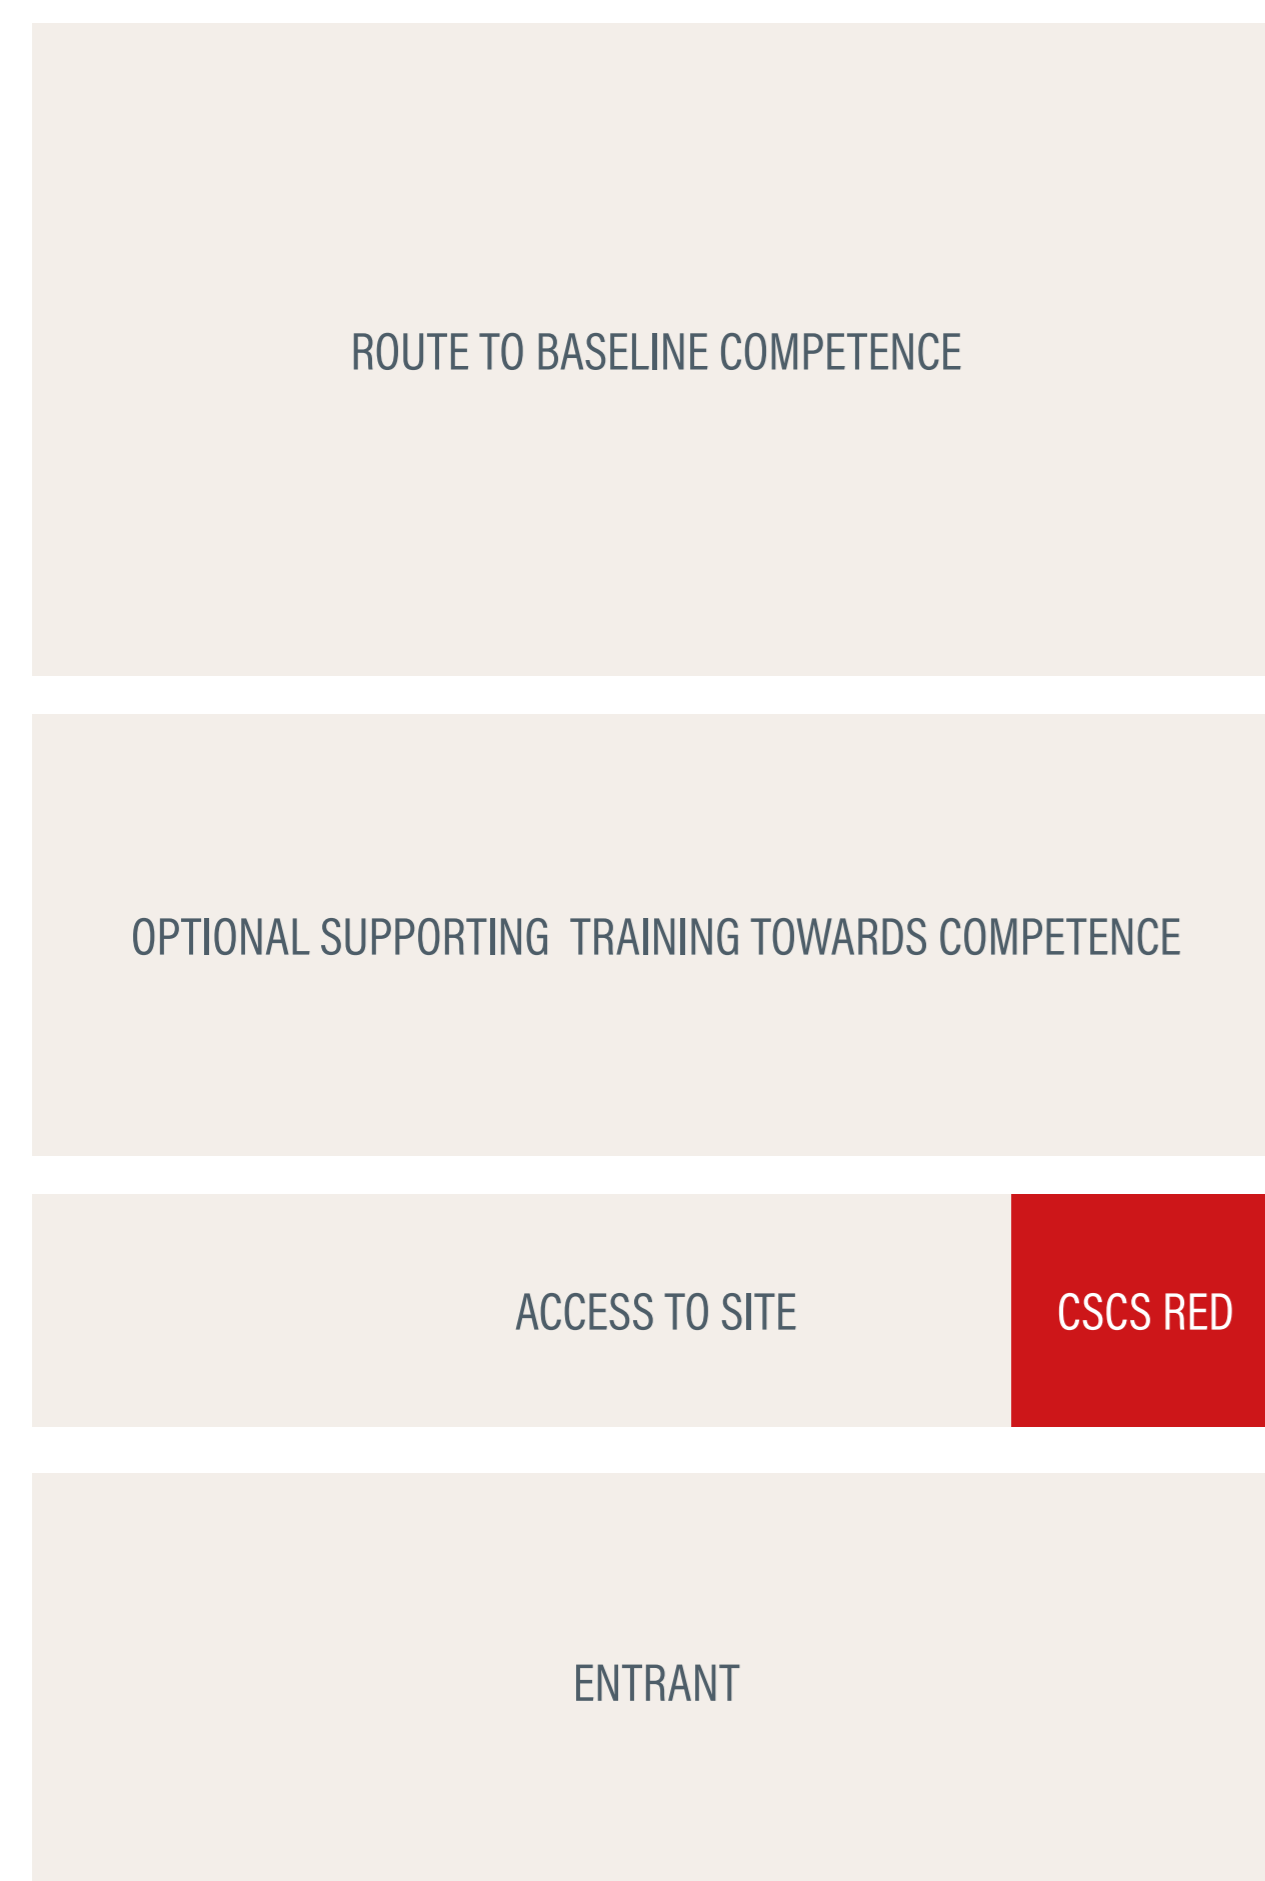 ROUTE TO BASELINE COMPETENCE
OPTIONAL SUPPORTING TRAINING TOWARDS COMPETENCE
ACCESS TO SITE
CSCS RED
ENTRANT